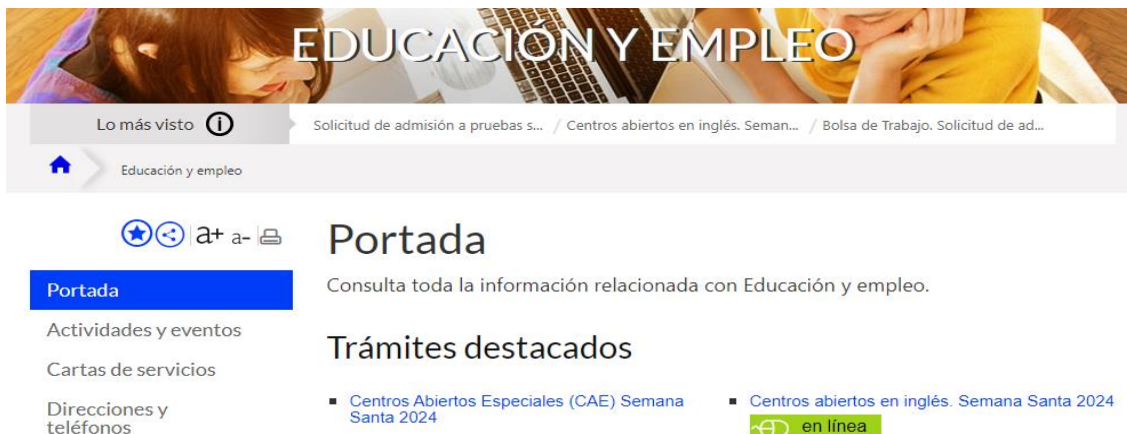 EDUCACIÓN Y EMPLEO
Lo más visto
Solicitud de admisión a pruebas s... / Centros abiertos en inglés. Seman... / Bolsa de Trabajo. Solicitud de ad...
Educación y empleo
a+ a-
Portada
Actividades y eventos
Cartas de servicios
Direcciones y
teléfonos
Portada
Consulta toda la información relacionada con Educación y empleo.
Trámites destacados
Centros Abiertos Especiales (CAE) Semana
Santa 2024
Centros abiertos en inglés. Semana Santa 2024
en línea